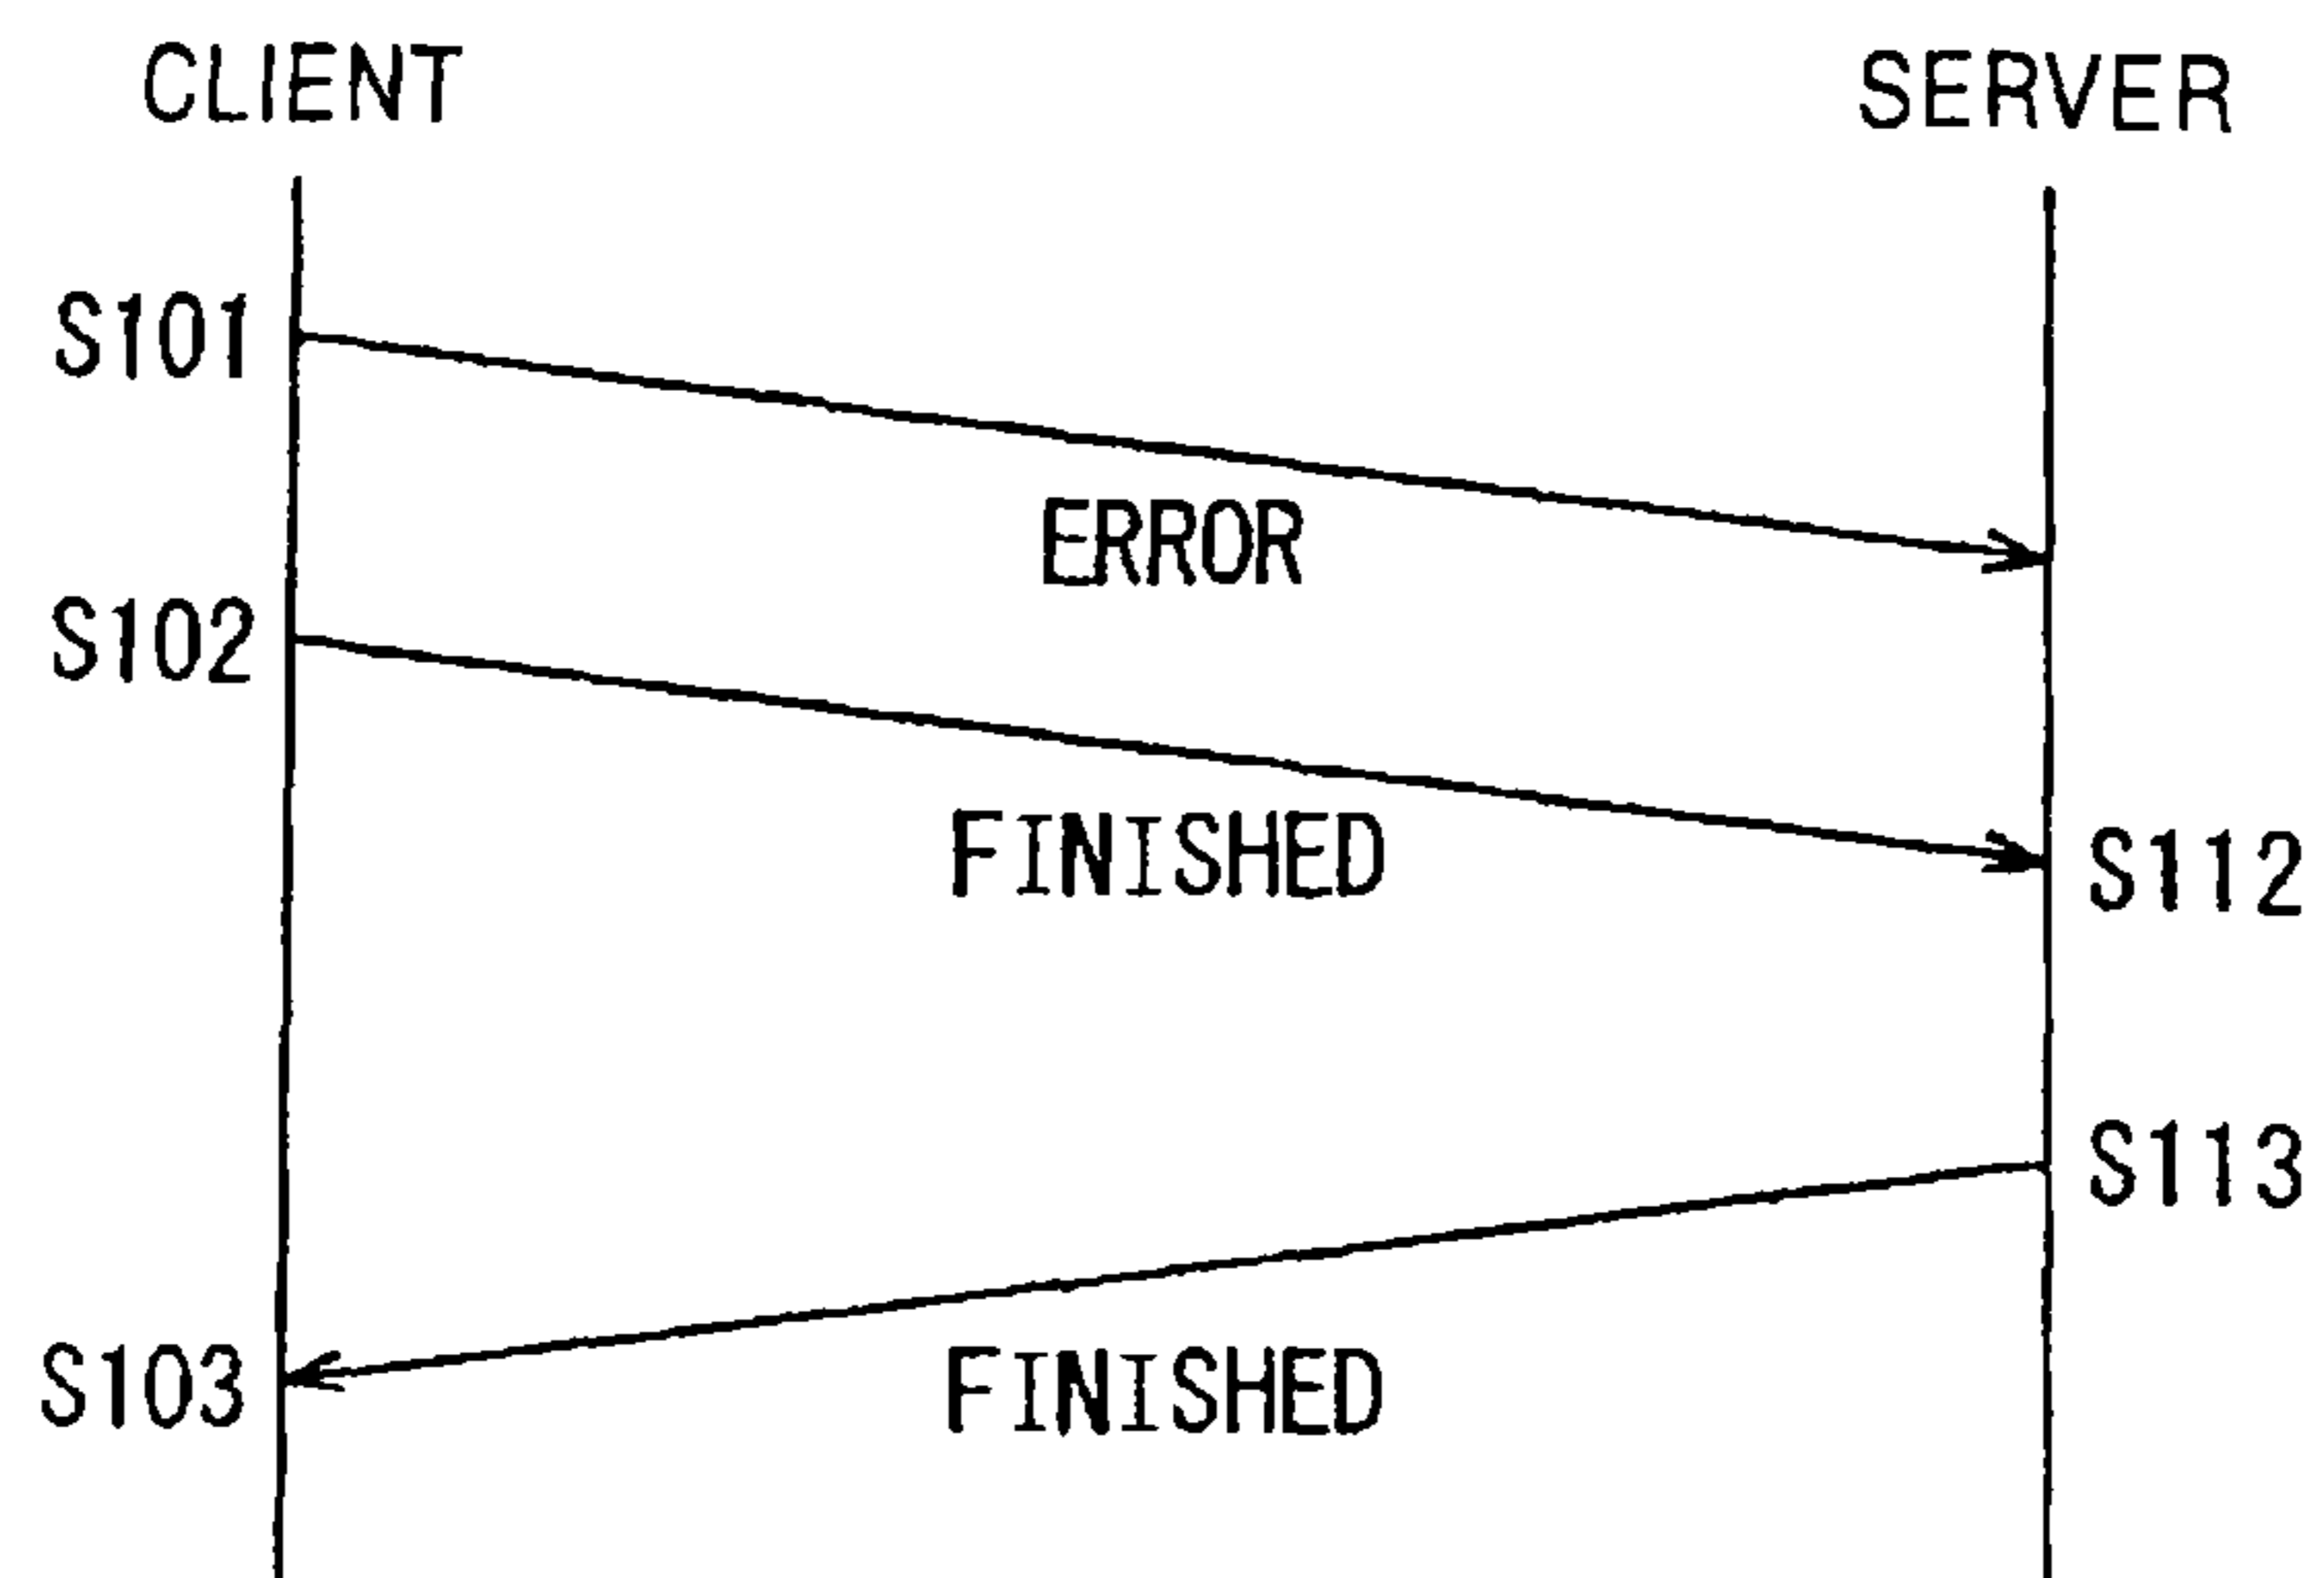 CLIENT
SERVER
S101
ERROR
S102
FINISHED
S112
S113
S103
FINISHED